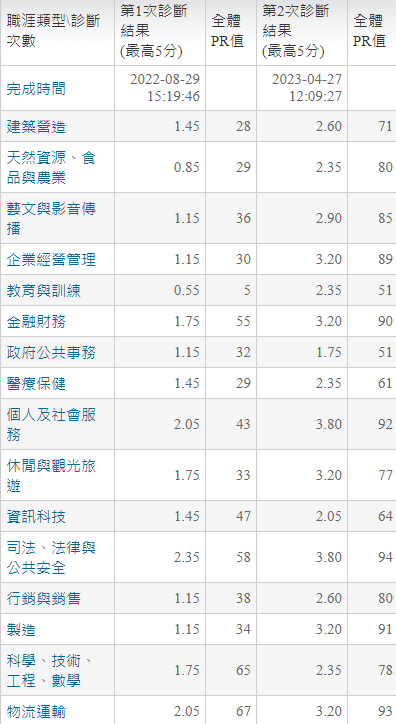 職涯類型\診斷
次數
第1次診斷
結果
(最高5分)
全體
PR值
第2次診斷
結果
(最高5分)
全體
PR值
完成時間
2022-08-29
15:19:46
2023-04-27
12:09:27
建築營造 1.45 28 2.60 71
天然資源、食
品與農業
0.85 29 2.35 80
藝文與影音傳
播
1.15 36 2.90 85
企業經營管理 1.15 30 3.20 89
教育與訓練 0.55 5 2.35 51
金融財務 1.75 55 3.20 90
政府公共事務 1.15 32 1.75 51
醫療保健 1.45 29 2.35 61
個人及社會服
務
2.05 43 3.80 92
休閒與觀光旅
遊
1.75 33 3.20 77
資訊科技 1.45 47 2.05 64
司法、法律與
公共安全
2.35 58 3.80 94
行銷與銷售 1.15 38 2.60 80
製造 1.15 34 3.20 91
科學、技術、
工程、數學
1.75 65 2.35 78
物流運輸 2.05 67 3.20 93